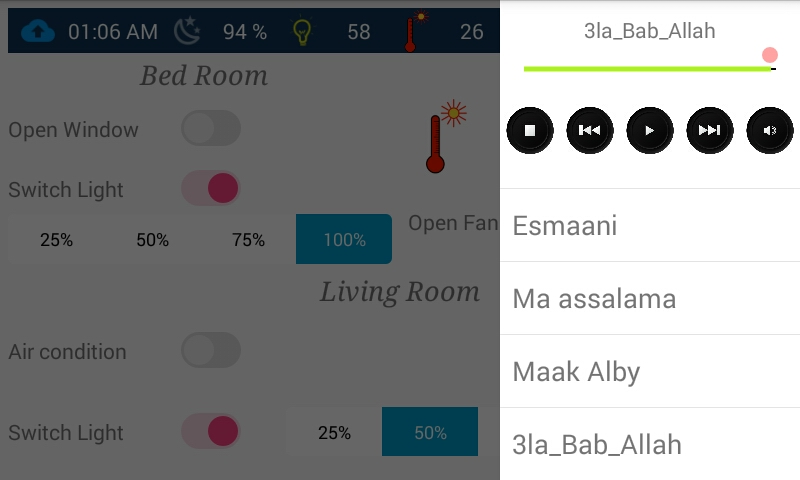 01:06 AM 94 % 58 26
Bed Room
Open Window
Switch Light
25% 50% 75% 100%
Open Fan
Living Room
Air condition
Switch Light
25% 50%
3la_Bab_Allah
Esmaani
Ma assalama
Maak Alby
3la_Bab_Allah